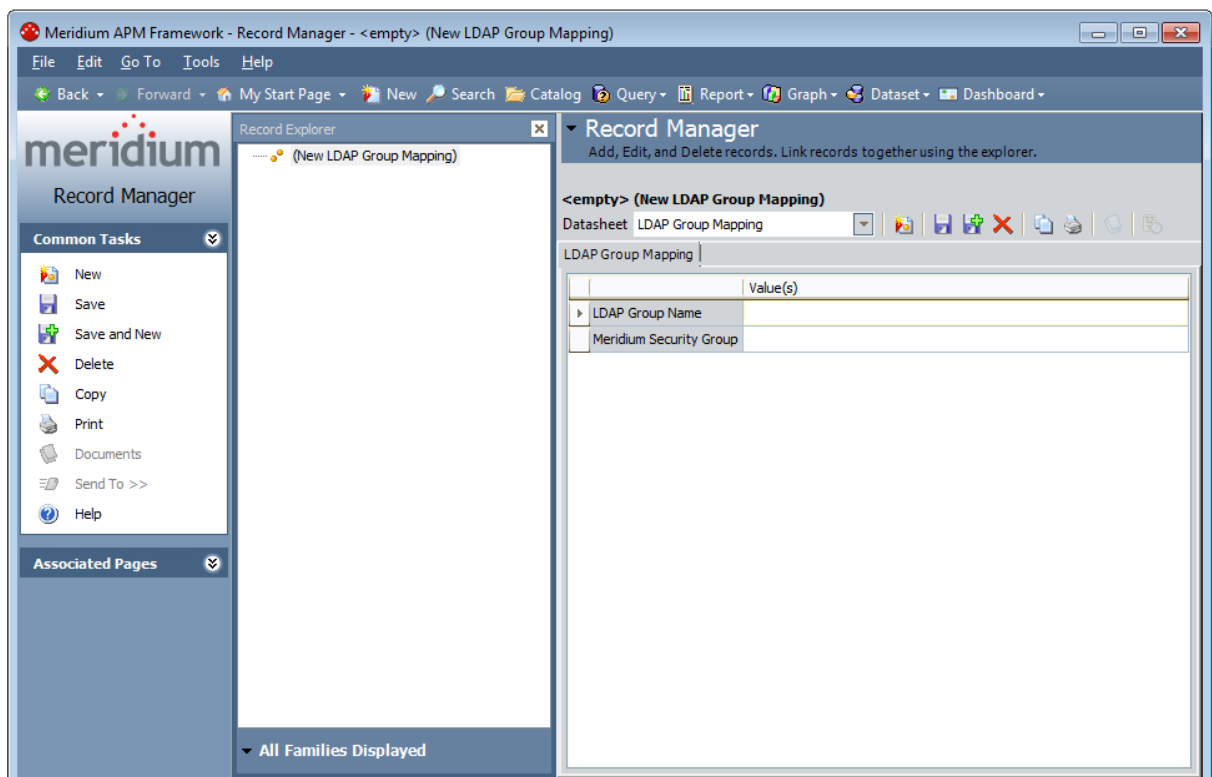 Meridium APM Framework - Record Manager - <empty> (New LDAP Group Mapping)
File Edit Go To Tools Help
Back Forward My Start Page New Search Catalog Query Report Graph Dataset Dashboard
meridium
Record Manager
Common Tasks
New
Save
Save and New
Delete
Copy
Print
Documents
Send To >>
Help
Associated Pages
Record Explorer
(New LDAP Group Mapping)
All Families Displayed
Record Manager
Add, Edit, and Delete records. Link records together using the explorer.
<empty> (New LDAP Group Mapping)
Datasheet LDAP Group Mapping
LDAP Group Mapping
Value(s)
LDAP Group Name
Meridium Security Group